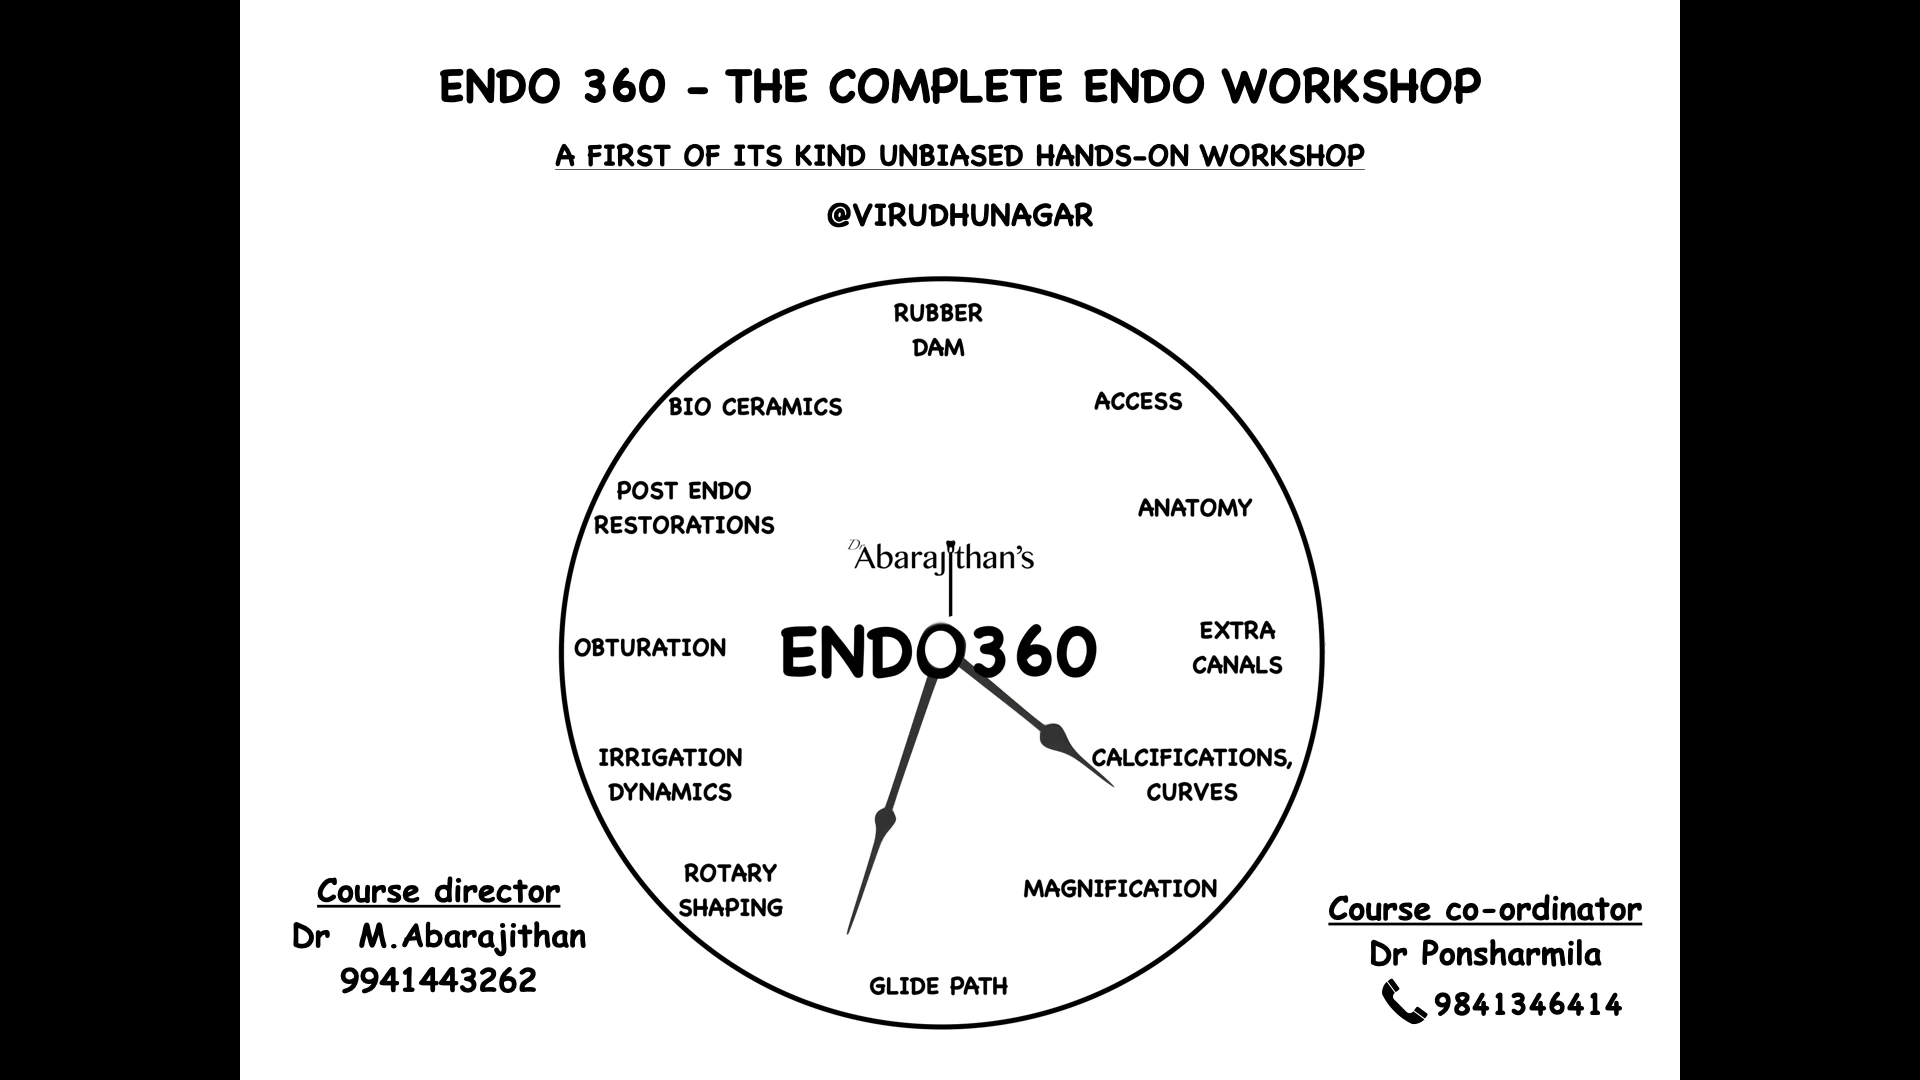 ENDO 360 - THE COMPLETE ENDO WORKSHOP
A FIRST OF ITS KIND UNBIASED HANDS-ON WORKSHOP
@VIRUDHUNAGAR
RUBBER
DAM
ACCESS
ANATOMY
EXTRA
CANALS
CALCIFICATIONS,
CURVES
MAGNIFICATION
GLIDE PATH
ROTARY
SHAPING
IRRIGATION
DYNAMICS
OBTURATION
POST ENDO
RESTORATIONS
BIO CERAMICS
Dr Abarajithan's
ENDO360
Course director
Dr M.Abarajithan
9941443262
Course co-ordinator
Dr Ponsharmila
9841346414